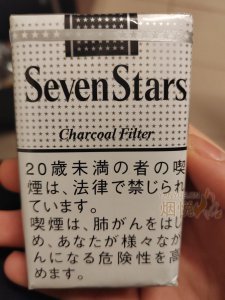 Seven Stars
Charcoal Filter
20歳未満の者の喫
煙は、法律で禁じられ
ています。
喫煙は、肺がんをはじ
め、あなたが様々なが
んになる危険性を高
めます。